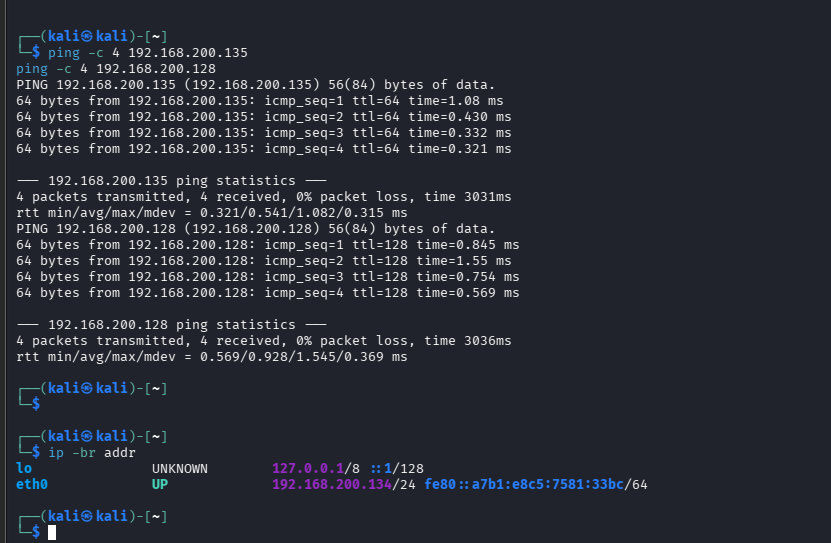 ┌──(kali㉿kali)-[~]
└─$ ping -c 4 192.168.200.135
ping -c 4 192.168.200.128
PING 192.168.200.135 (192.168.200.135) 56(84) bytes of data.
64 bytes from 192.168.200.135: icmp_seq=1 ttl=64 time=1.08 ms
64 bytes from 192.168.200.135: icmp_seq=2 ttl=64 time=0.430 ms
64 bytes from 192.168.200.135: icmp_seq=3 ttl=64 time=0.332 ms
64 bytes from 192.168.200.135: icmp_seq=4 ttl=64 time=0.321 ms
--- 192.168.200.135 ping statistics ---
4 packets transmitted, 4 received, 0% packet loss, time 3031ms
rtt min/avg/max/mdev = 0.321/0.541/1.082/0.315 ms
PING 192.168.200.128 (192.168.200.128) 56(84) bytes of data.
64 bytes from 192.168.200.128: icmp_seq=1 ttl=128 time=0.845 ms
64 bytes from 192.168.200.128: icmp_seq=2 ttl=128 time=1.55 ms
64 bytes from 192.168.200.128: icmp_seq=3 ttl=128 time=0.754 ms
64 bytes from 192.168.200.128: icmp_seq=4 ttl=128 time=0.569 ms
--- 192.168.200.128 ping statistics ---
4 packets transmitted, 4 received, 0% packet loss, time 3036ms
rtt min/avg/max/mdev = 0.569/0.928/1.545/0.369 ms
┌──(kali㉿kali)-[~]
└─$
┌──(kali㉿kali)-[~]
└─$ ip -br addr
lo               UNKNOWN        127.0.0.1/8 ::1/128
eth0             UP             192.168.200.134/24 fe80::a7b1:e8c5:7581:33bc/64
┌──(kali㉿kali)-[~]
└─$